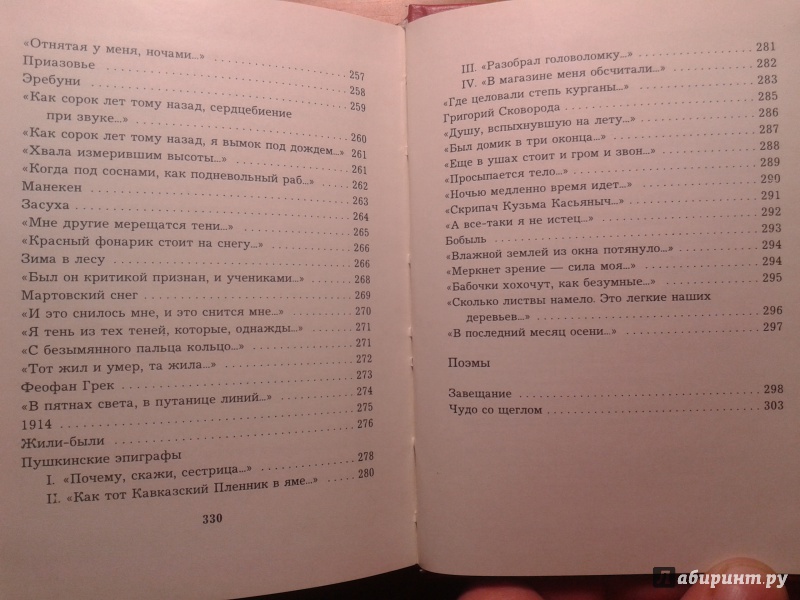 «Отнятая у меня, ночами...» 257
Приазовье 258
Эребуни 259
«Как сорок лет тому назад, сердцебиение
при звуке...» 260
«Как сорок лет тому назад, я вымок под дождем...» 261
«Хвала измерившим высоты...» 261
«Когда под соснами, как подневольный раб...» 262
Манекен 263
Засуха 264
«Мне другие мерещатся тени...» 265
«Красный фонарик стоит на снегу...» 266
Зима в лесу 266
«Был он критикой признан, и учениками...» 268
Мартовский снег 269
«И это снилось мне, и это снится мне...» 270
«Я тень из тех теней, которые, однажды...» 271
«С безымянного пальца кольцо...» 271
«Тот жил и умер, та жила...» 272
Феофан Грек 273
«В пятнах света, в путанице линий...» 274
1914 275
Жили-были 276
Пушкинские эпиграфы
I. «Почему, скажи, сестрица...» 278
II. «Как тот Кавказский Пленник в яме...» 280
330
III. «Разобрал головоломку...» 281
IV. «В магазине меня обсчитали...» 282
«Где целовали степь курганы...» 283
Григорий Сковорода 285
«Душу, вспыхнувшую на лету...» 286
«Был домик в три оконца...» 287
«Еще в ушах стоит и гром и звон...» 288
«Просыпается тело...» 289
«Ночью медленно время идет...» 290
«Скрипач Кузьма Касьяныч...» 291
«А все-таки я не истец...» 292
Бобыль 293
«Влажной землей из окна потянуло...» 294
«Меркнет зрение — сила моя...» 294
«Бабочки хохочут, как безумные...» 295
«Сколько листвы намело. Это легкие наших
деревьев...» 296
«В последний месяц осени...» 297
Поэмы
Завещание 298
Чудо со щеглом 303
Лабиринт.ру